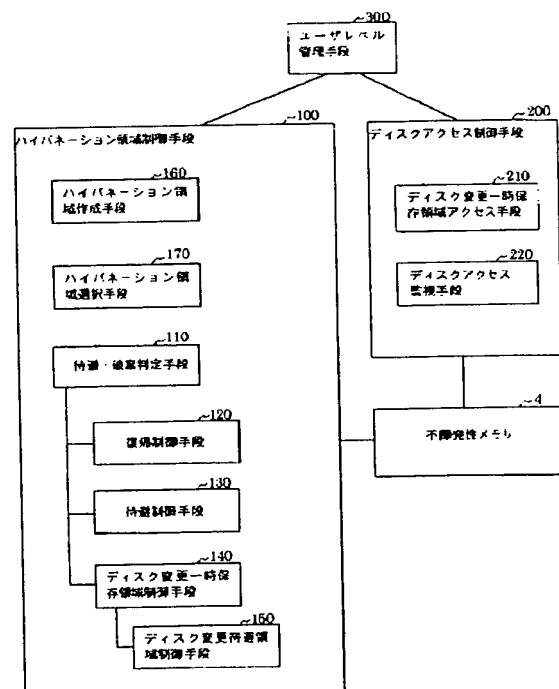 300
ユーザレベル
管理手段
100
ハイバネーション領域制御手段
160
ハイバネーション領
域作成手段
170
ハイバネーション領
域選択手段
110
待避・破棄判定手段
120
復帰制御手段
130
待避制御手段
140
ディスク変更一時保
存領域制御手段
150
ディスク変更待避領
域制御手段
200
ディスクアクセス制御手段
210
ディスク変更一時保
存領域アクセス手段
220
ディスクアクセス
監視手段
4
不揮発性メモリ